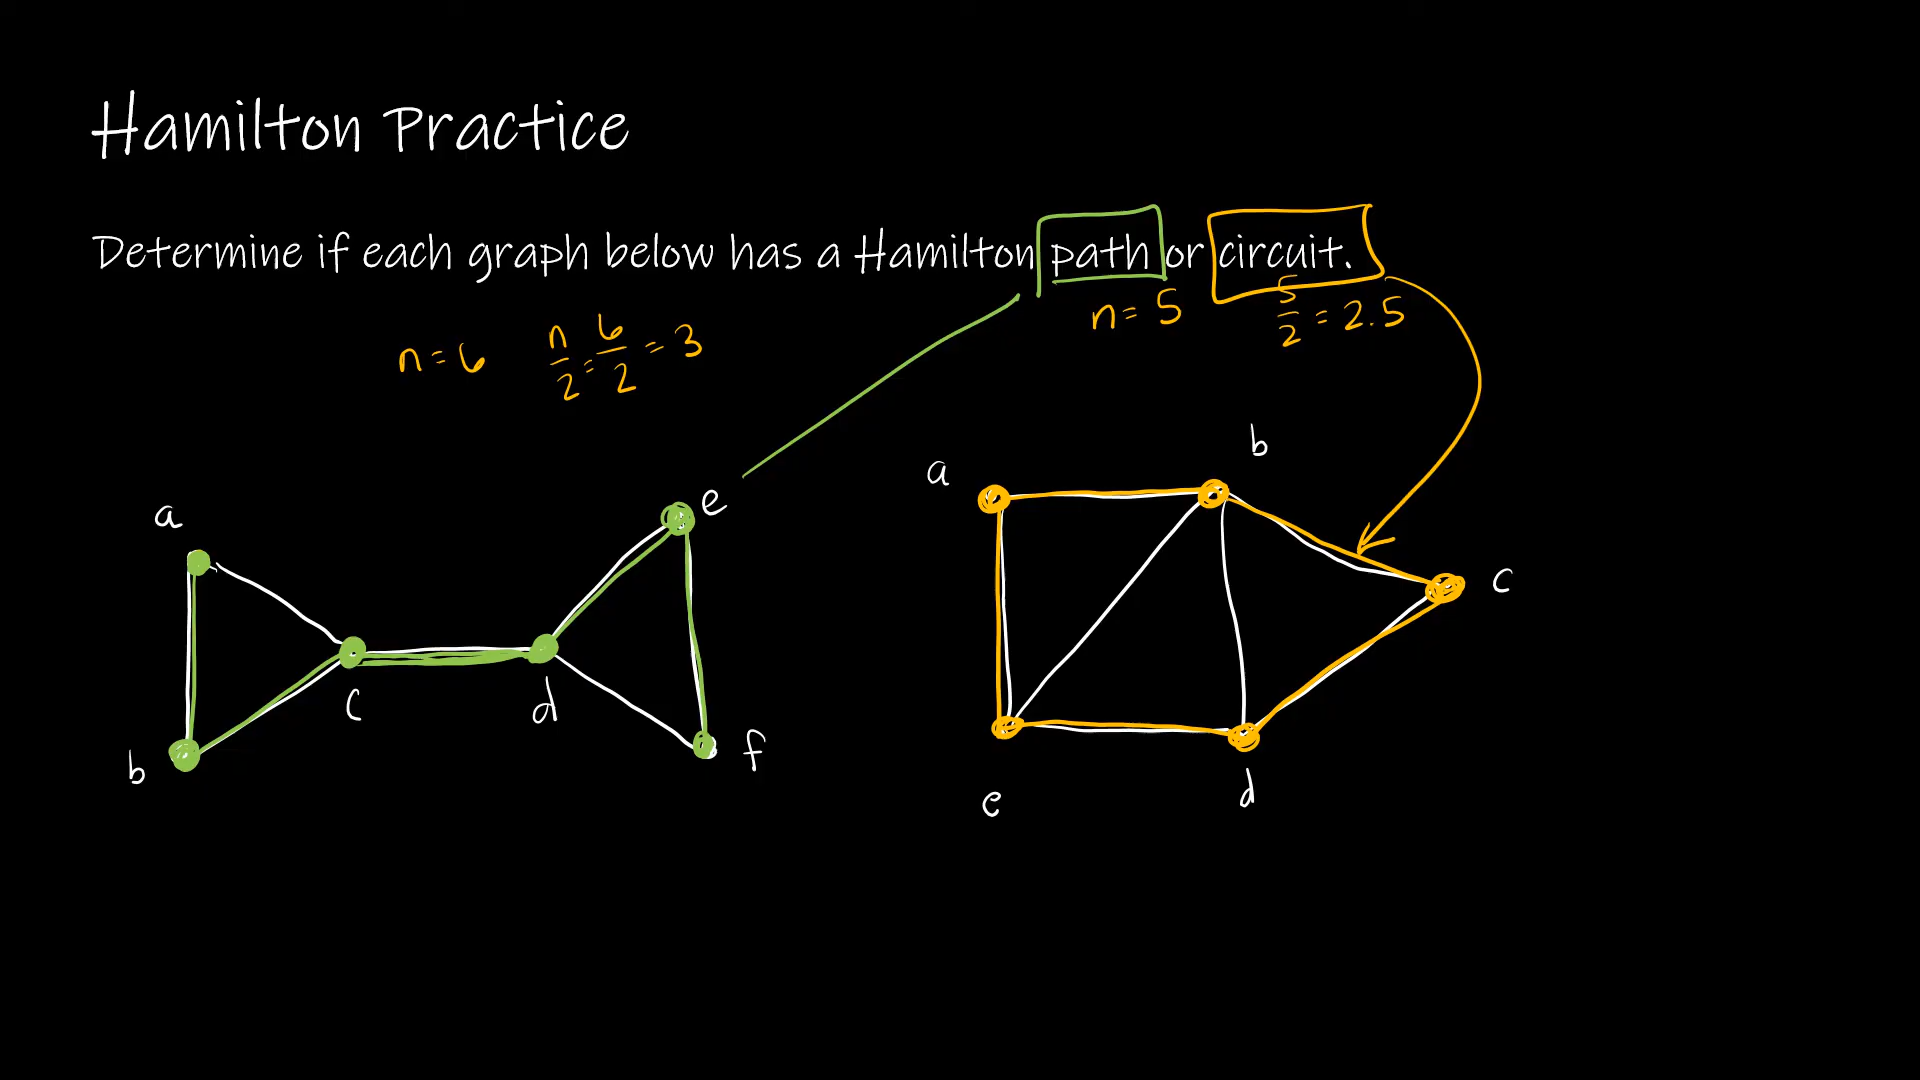 Hamilton Practice
Determine if each graph below has a Hamilton path or circuit.
n = 6
n/2 = 6/2 = 3
n = 5
5/2 = 2.5
a
b
c
d
e
f
a
b
c
d
e